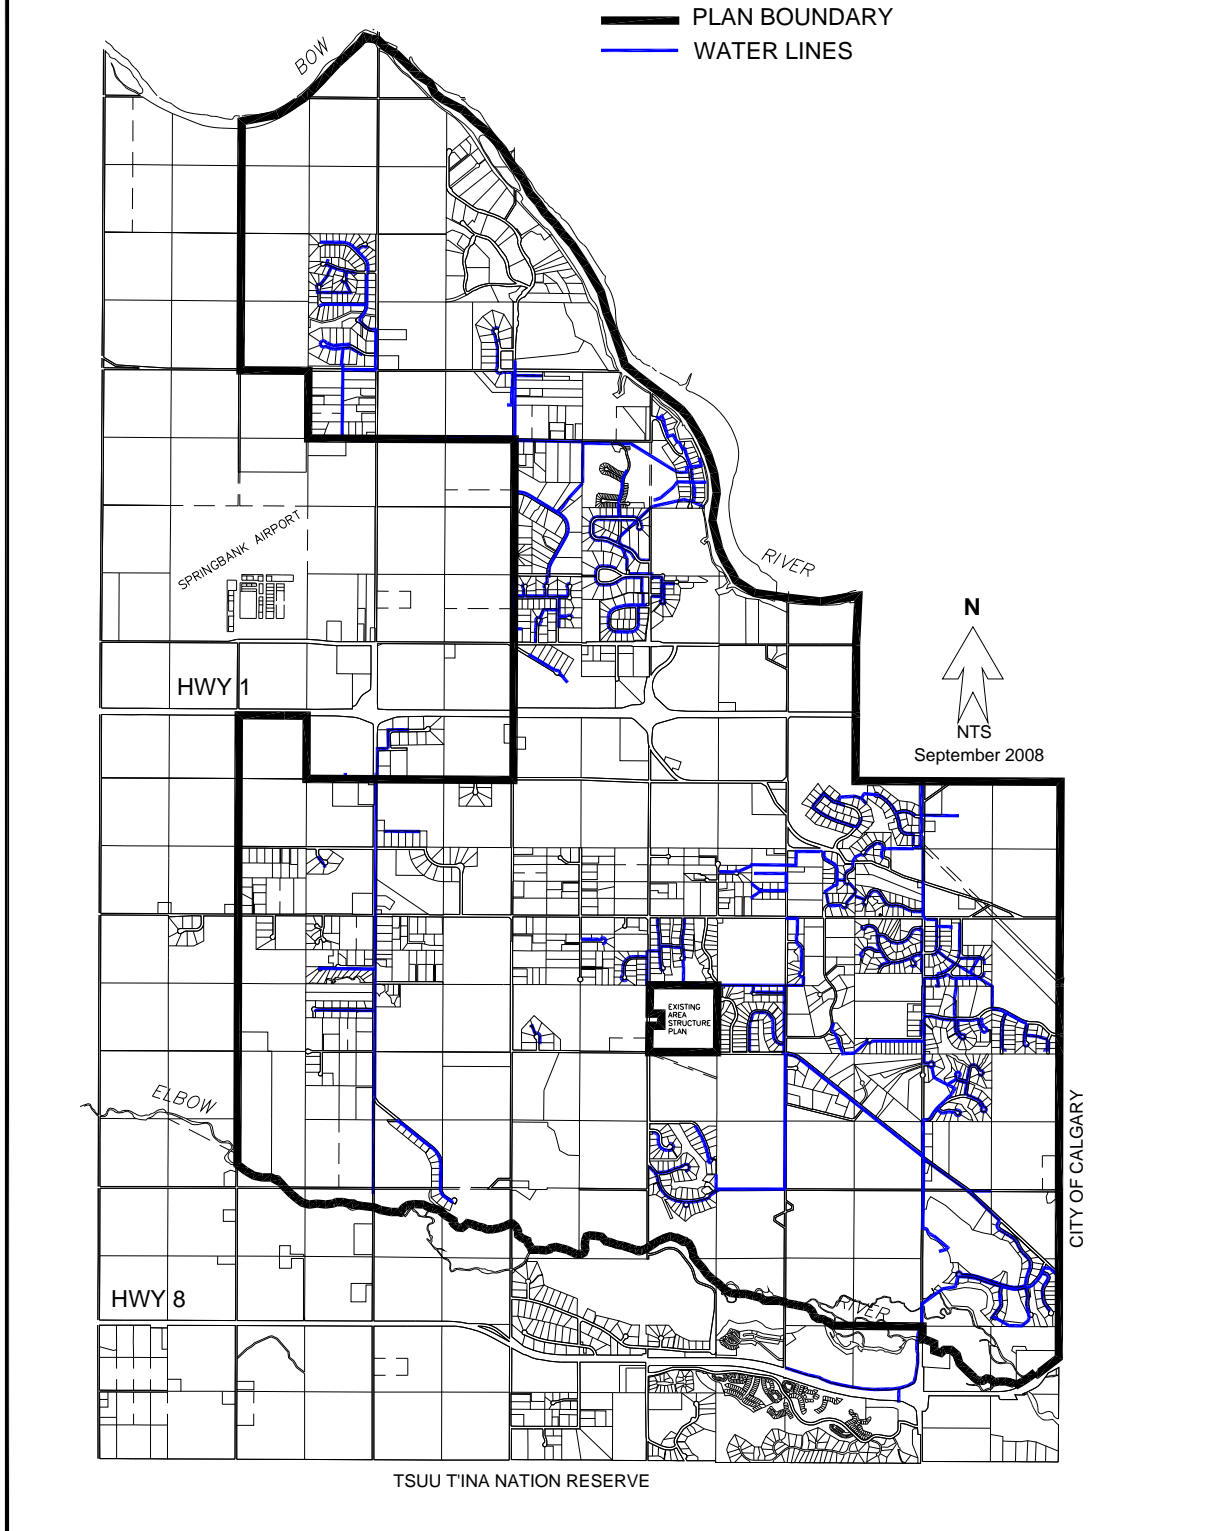 PLAN BOUNDARY
WATER LINES
BOW
RIVER
SPRINGBANK AIRPORT
N
NTS
September 2008
HWY 1
EXISTING
AREA
STRUCTURE
PLAN
ELBOW
CITY OF CALGARY
HWY 8
RIVER
TSUU T'INA NATION RESERVE